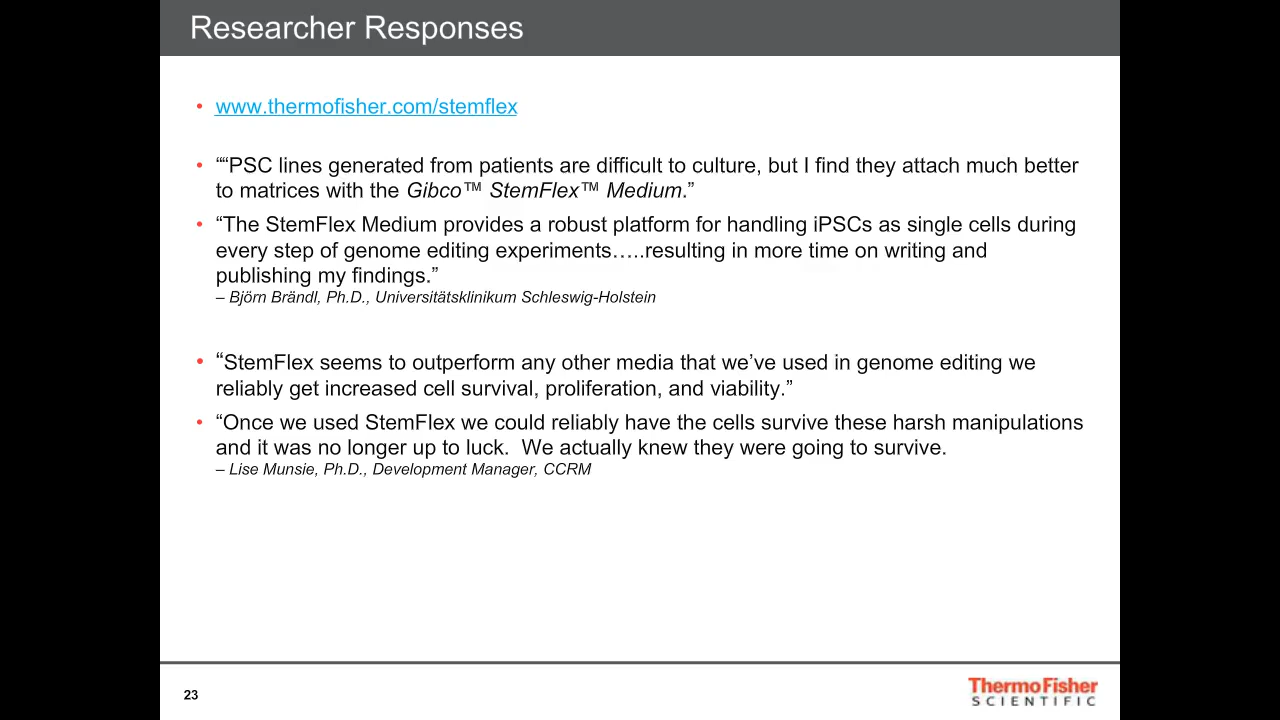 Researcher Responses
• www.thermofisher.com/stemflex
• ““PSC lines generated from patients are difficult to culture, but I find they attach much better
to matrices with the Gibco™ StemFlex™ Medium.”
• “The StemFlex Medium provides a robust platform for handling iPSCs as single cells during
every step of genome editing experiments…..resulting in more time on writing and
publishing my findings.”
– Björn Brändl, Ph.D., Universitätsklinikum Schleswig-Holstein
• “StemFlex seems to outperform any other media that we’ve used in genome editing we
reliably get increased cell survival, proliferation, and viability.”
• “Once we used StemFlex we could reliably have the cells survive these harsh manipulations
and it was no longer up to luck.  We actually knew they were going to survive.
– Lise Munsie, Ph.D., Development Manager, CCRM
23
ThermoFisher
SCIENTIFIC